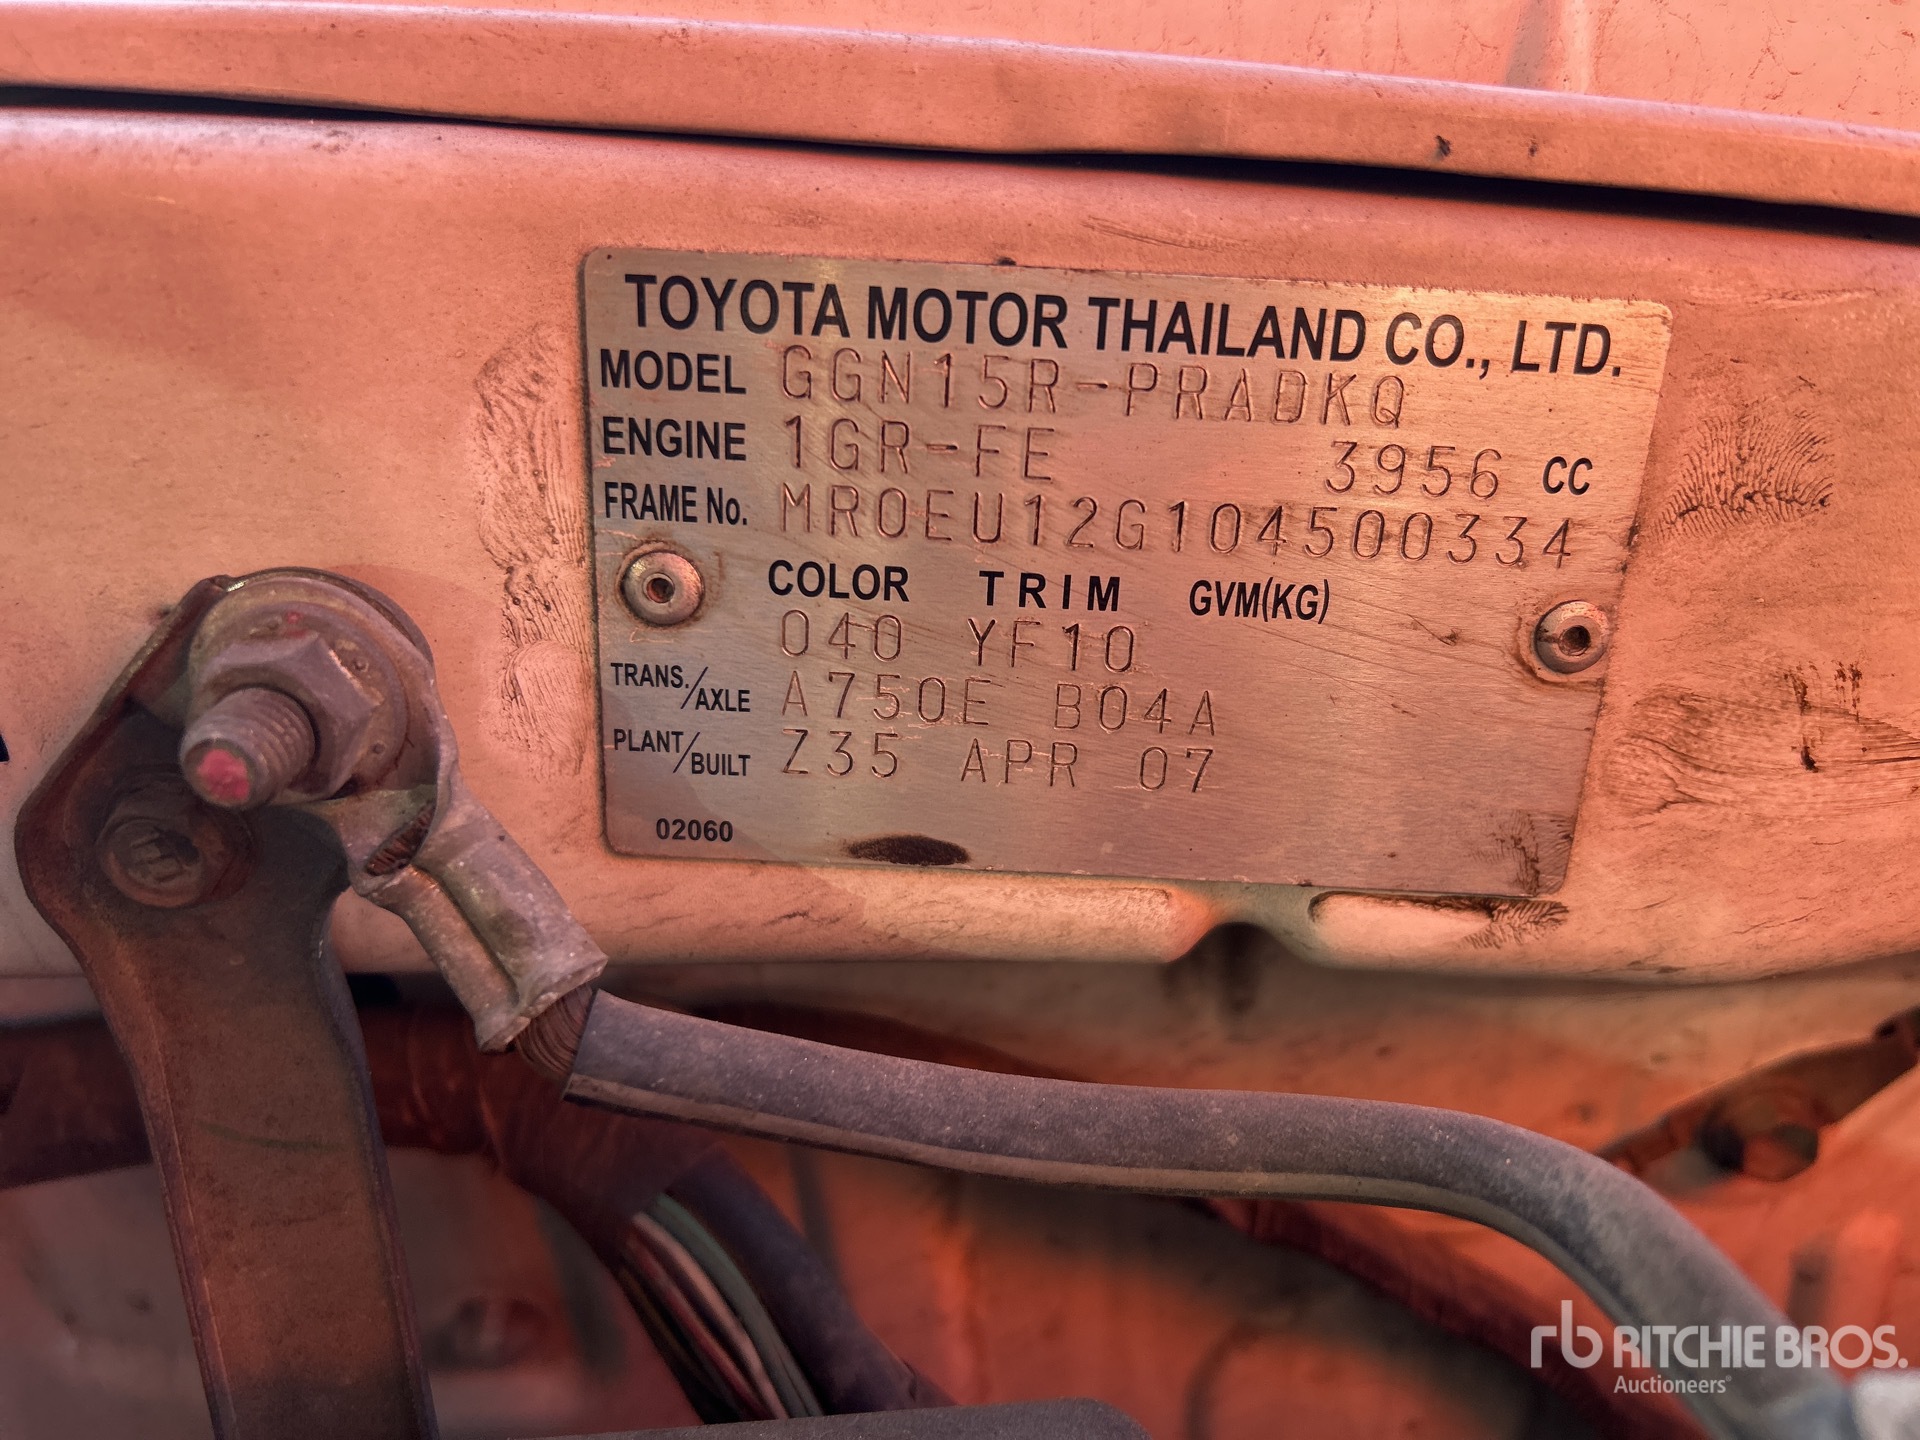 TOYOTA MOTOR THAILAND CO., LTD.
MODEL GGN15R-PRADKQ
ENGINE 1GR-FE 3956 CC
FRAME No. MR0EU12G104500334
COLOR TRIM GVM(KG)
040 YF10
TRANS./AXLE A750E B04A
PLANT/BUILT Z35 APR 07
02060
rb RITCHIE BROS.
Auctioneers